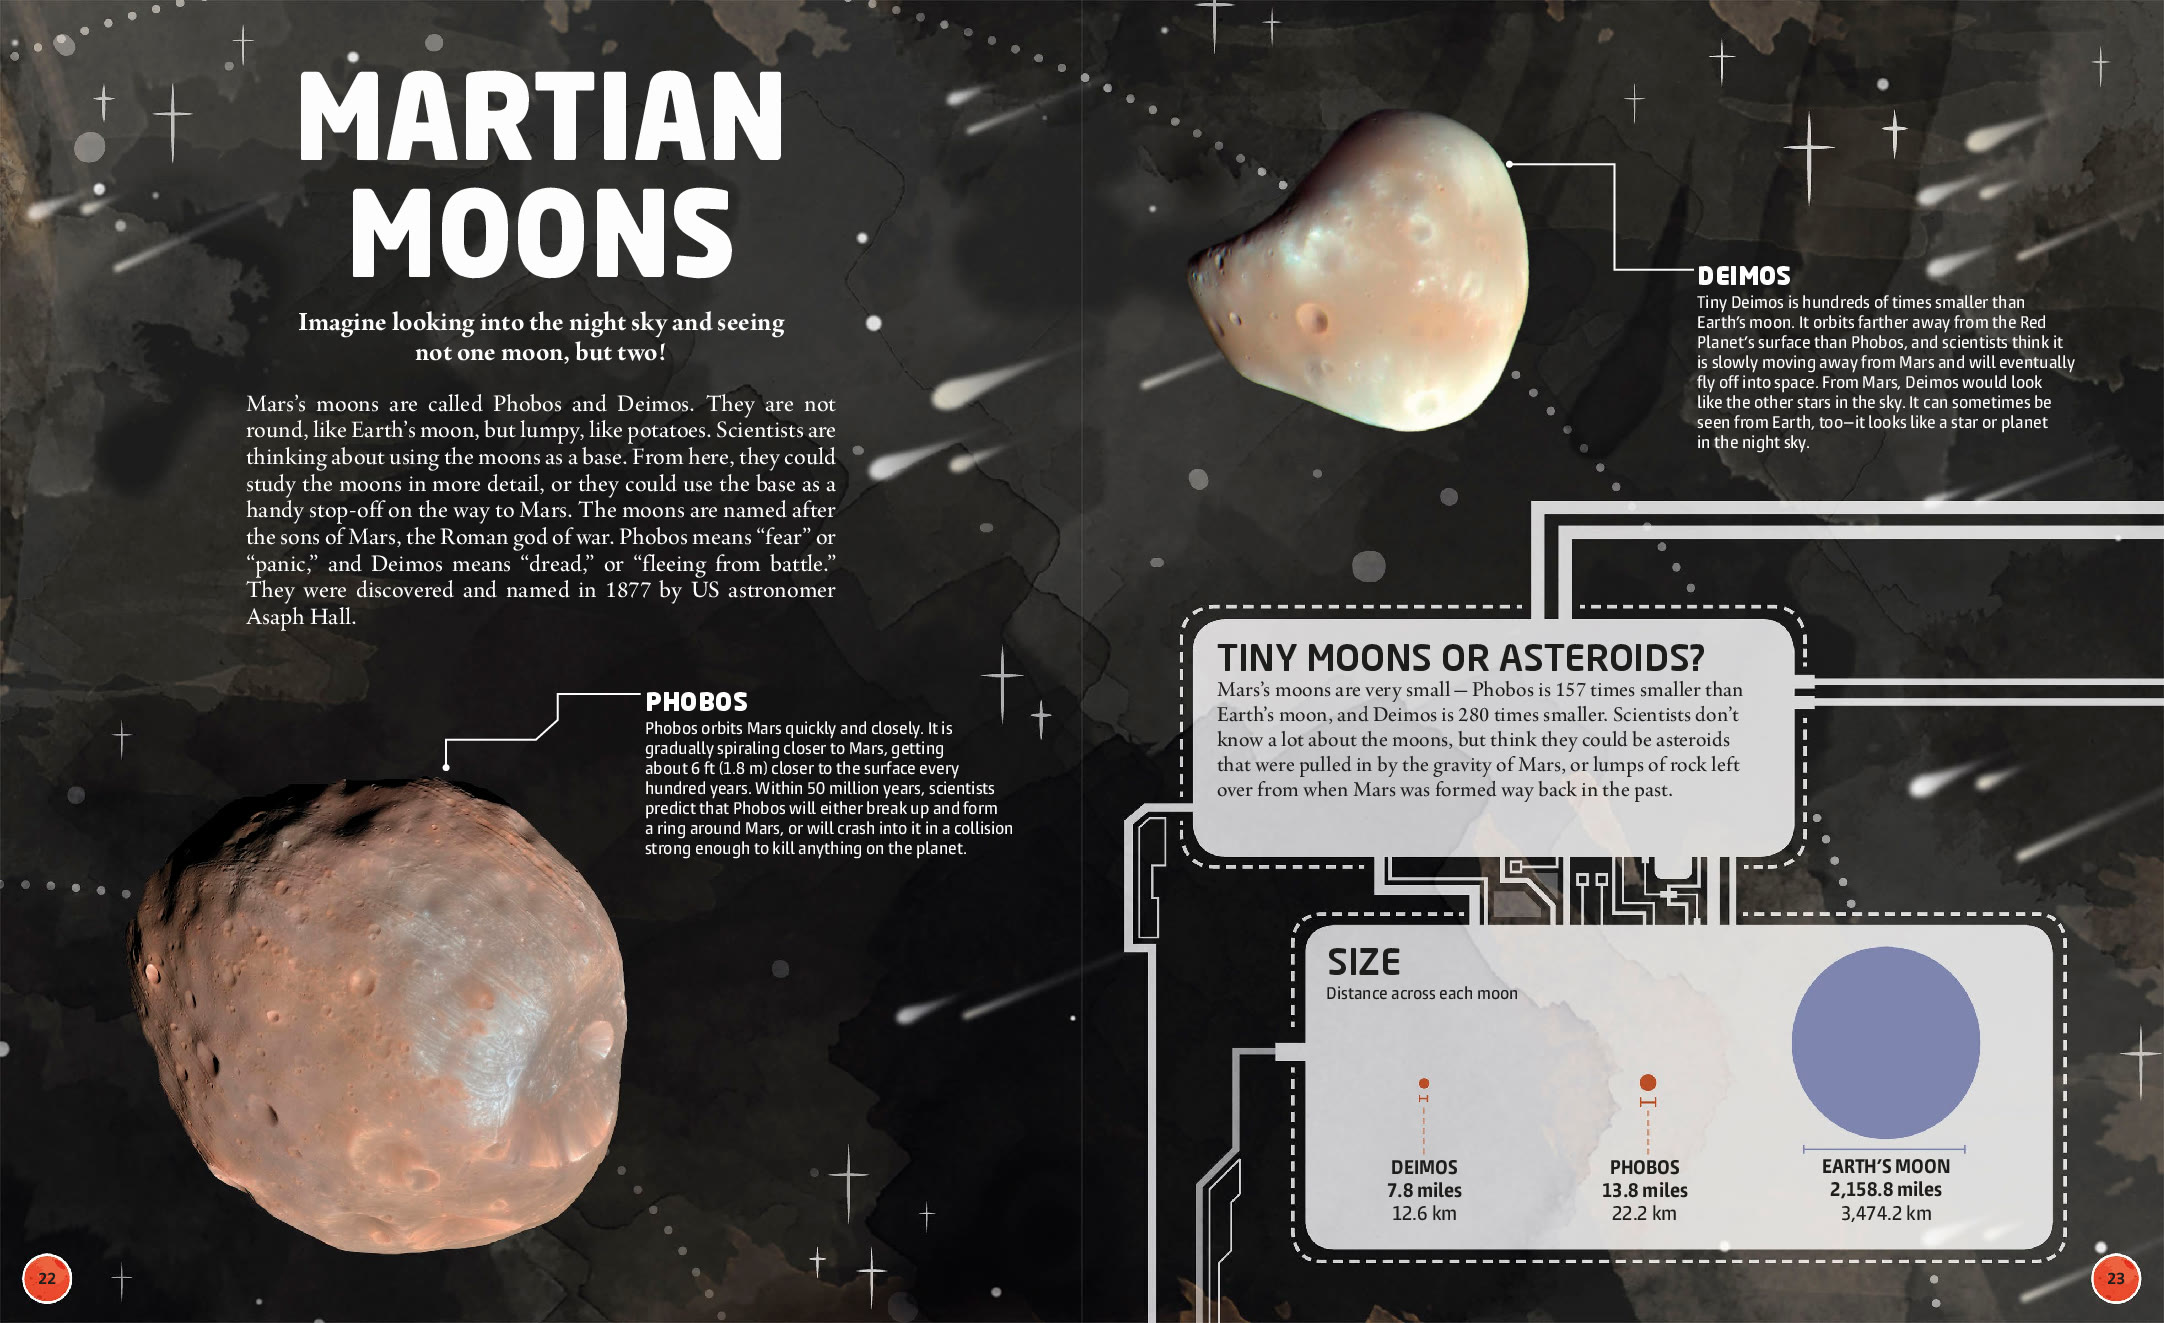 MARTIAN
MOONS
Imagine looking into the night sky and seeing
not one moon, but two!
Mars’s moons are called Phobos and Deimos. They are not
round, like Earth’s moon, but lumpy, like potatoes. Scientists are
thinking about using the moons as a base. From here, they could
study the moons in more detail, or they could use the base as a
handy stop-off on the way to Mars. The moons are named after
the sons of Mars, the Roman god of war. Phobos means “fear” or
“panic,” and Deimos means “dread,” or “fleeing from battle.”
They were discovered and named in 1877 by US astronomer
Asaph Hall.
PHOBOS
Phobos orbits Mars quickly and closely. It is
gradually spiraling closer to Mars, getting
about 6 ft (1.8 m) closer to the surface every
hundred years. Within 50 million years, scientists
predict that Phobos will either break up and form
a ring around Mars, or will crash into it in a collision
strong enough to kill anything on the planet.
22
DEIMOS
Tiny Deimos is hundreds of times smaller than
Earth’s moon. It orbits farther away from the Red
Planet’s surface than Phobos, and scientists think it
is slowly moving away from Mars and will eventually
fly off into space. From Mars, Deimos would look
like the other stars in the sky. It can sometimes be
seen from Earth, too—it looks like a star or planet
in the night sky.
TINY MOONS OR ASTEROIDS?
Mars’s moons are very small — Phobos is 157 times smaller than
Earth’s moon, and Deimos is 280 times smaller. Scientists don’t
know a lot about the moons, but think they could be asteroids
that were pulled in by the gravity of Mars, or lumps of rock left
over from when Mars was formed way back in the past.
SIZE
Distance across each moon
DEIMOS
7.8 miles
12.6 km
PHOBOS
13.8 miles
22.2 km
EARTH’S MOON
2,158.8 miles
3,474.2 km
23